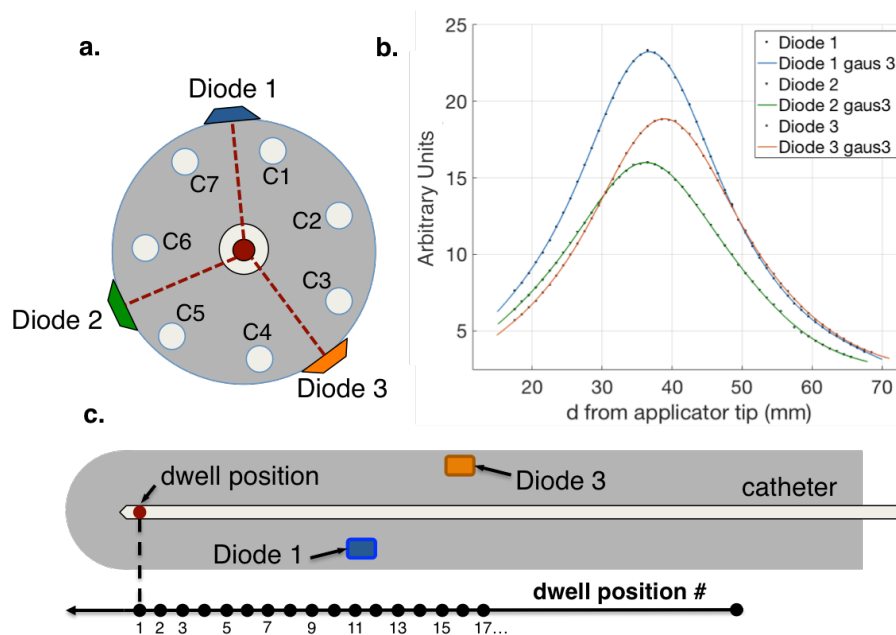 a.
Diode 1
C7
C1
C2
C6
C3
C5
C4
Diode 2
Diode 3
b.
25
20
15
10
5
Arbitrary Units
20 30 40 50 60 70
d from applicator tip (mm)
Diode 1
Diode 1 gaus 3
Diode 2
Diode 2 gaus3
Diode 3
Diode 3 gaus3
c.
dwell position
Diode 3
catheter
Diode 1
dwell position #
1 2 3 5 7 9 11 13 15 17...